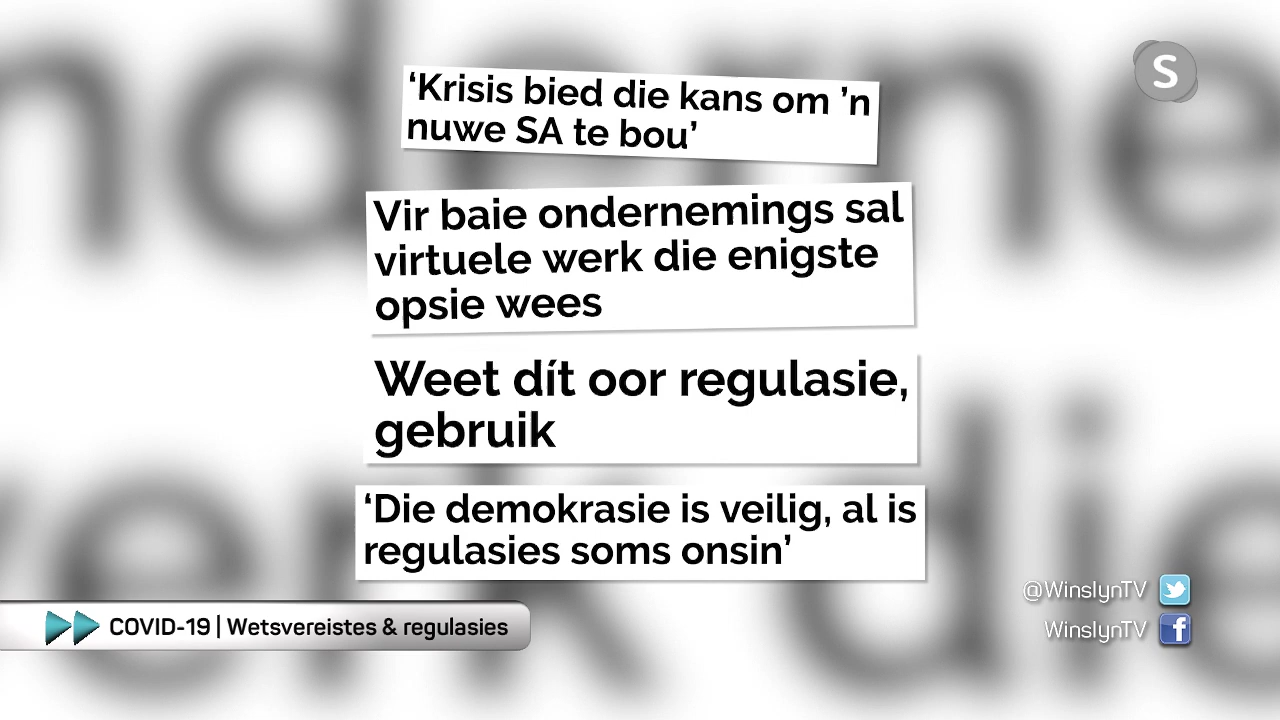 ‘Krisis bied die kans om ’n
nuwe SA te bou’
Vir baie ondernemings sal
virtuele werk die enigste
opsie wees
Weet dít oor regulasie,
gebruik
‘Die demokrasie is veilig, al is
regulasies soms onsin’
COVID-19 | Wetsvereistes & regulasies
@WinslynTV
WinslynTV
S